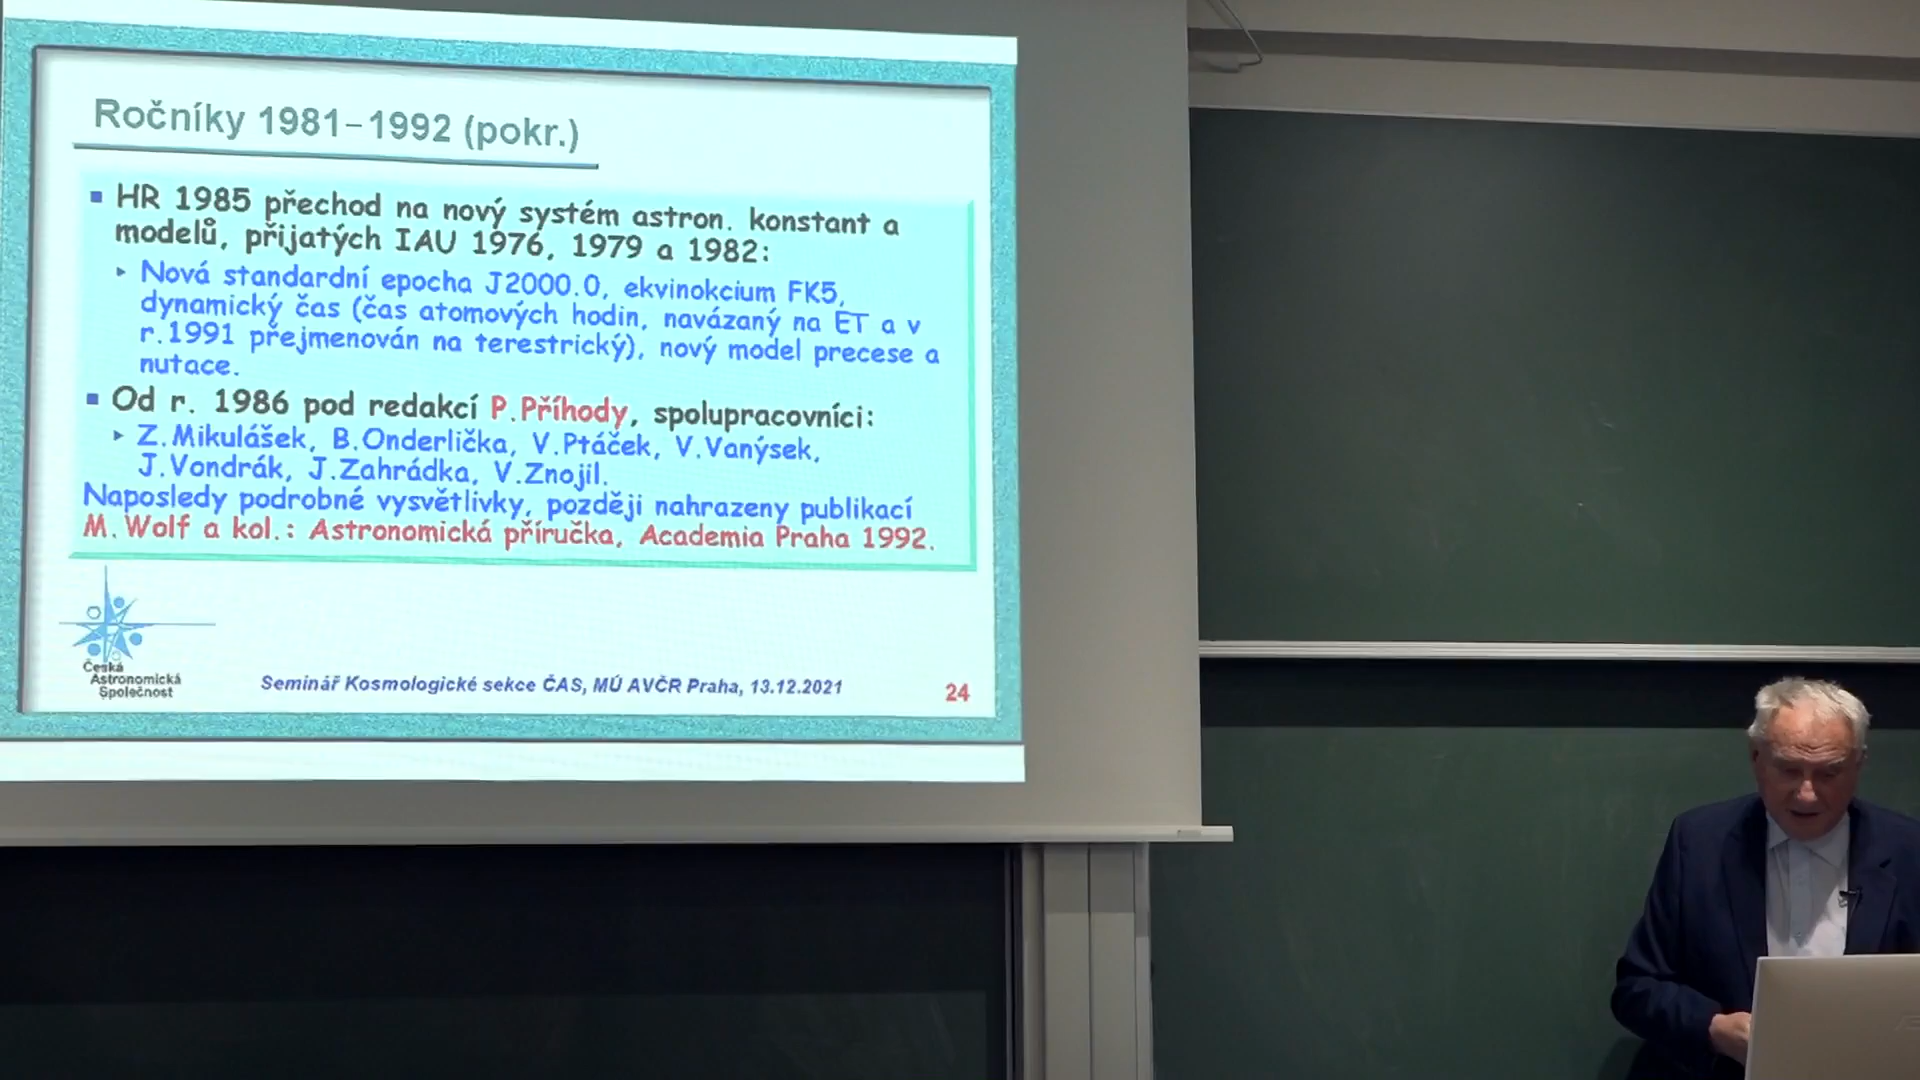 Ročníky 1981–1992 (pokr.)
HR 1985 přechod na nový systém astron. konstant a
modelů, přijatých IAU 1976, 1979 a 1982:
Nová standardní epocha J2000.0, ekvinokcium FK5,
dynamický čas (čas atomových hodin, navázaný na ET a v
r.1991 přejmenován na terestrický), nový model precese a
nutace.
Od r. 1986 pod redakcí P.Příhody, spolupracovníci:
Z.Mikulášek, B.Onderlička, V.Ptáček, V.Vanýsek,
J.Vondrák, J.Zahrádka, V.Znojil.
Naposledy podrobné vysvětlivky, později nahrazeny publikací
M.Wolf a kol.: Astronomická příručka, Academia Praha 1992.
Česká
Astronomická
Společnost
Seminář Kosmologické sekce ČAS, MÚ AVČR Praha, 13.12.2021
24